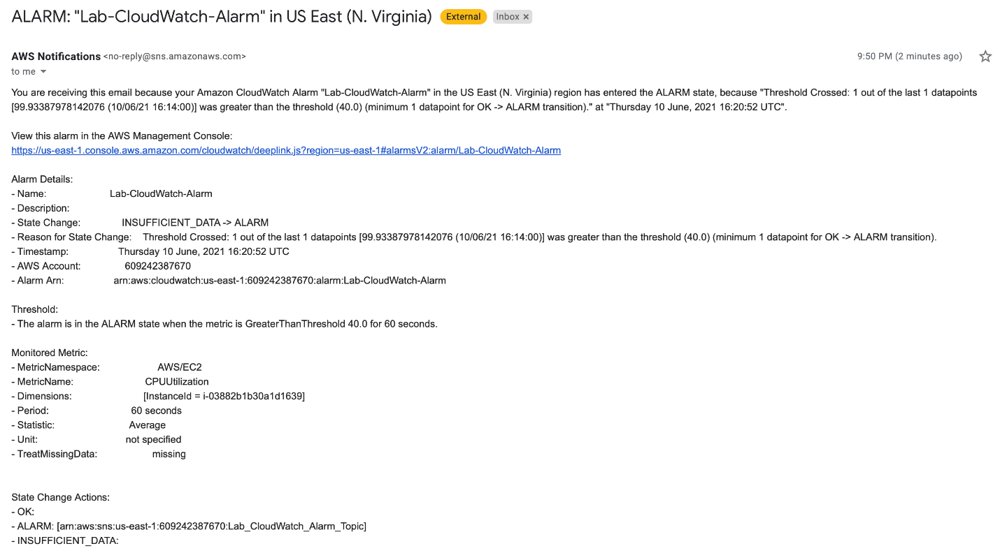 ALARM: "Lab-CloudWatch-Alarm" in US East (N. Virginia) External Inbox ×
AWS Notifications <no-reply@sns.amazonaws.com> 9:50 PM (2 minutes ago)
to me
You are receiving this email because your Amazon CloudWatch Alarm "Lab-CloudWatch-Alarm" in the US East (N. Virginia) region has entered the ALARM state, because "Threshold Crossed: 1 out of the last 1 datapoints
[99.93387978142076 (10/06/21 16:14:00)] was greater than the threshold (40.0) (minimum 1 datapoint for OK -> ALARM transition)." at "Thursday 10 June, 2021 16:20:52 UTC".
View this alarm in the AWS Management Console:
https://us-east-1.console.aws.amazon.com/cloudwatch/deeplink.js?region=us-east-1#alarmsV2:alarm/Lab-CloudWatch-Alarm
Alarm Details:
- Name: Lab-CloudWatch-Alarm
- Description:
- State Change: INSUFFICIENT_DATA -> ALARM
- Reason for State Change: Threshold Crossed: 1 out of the last 1 datapoints [99.93387978142076 (10/06/21 16:14:00)] was greater than the threshold (40.0) (minimum 1 datapoint for OK -> ALARM transition).
- Timestamp: Thursday 10 June, 2021 16:20:52 UTC
- AWS Account: 609242387670
- Alarm Arn: arn:aws:cloudwatch:us-east-1:609242387670:alarm:Lab-CloudWatch-Alarm
Threshold:
- The alarm is in the ALARM state when the metric is GreaterThanThreshold 40.0 for 60 seconds.
Monitored Metric:
- MetricNamespace: AWS/EC2
- MetricName: CPUUtilization
- Dimensions: [InstanceId = i-03882b1b30a1d1639]
- Period: 60 seconds
- Statistic: Average
- Unit: not specified
- TreatMissingData: missing
State Change Actions:
- OK:
- ALARM: [arn:aws:sns:us-east-1:609242387670:Lab_CloudWatch_Alarm_Topic]
- INSUFFICIENT_DATA: